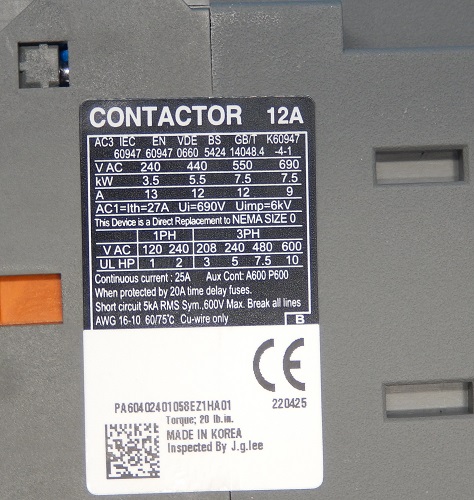 CONTACTOR 12A
AC3 IEC EN VDE BS GB/T K60947
60947 60947 0660 5424 14048.4 -4-1
V AC 240 440 550 690
kW 3.5 5.5 7.5 7.5
A 13 12 12 9
AC1=Ith=27A Ui=690V Uimp=6kV
This Device is a Direct Replacement to NEMA SIZE 0
1PH 3PH
V AC 120 240 208 240 480 600
UL HP 1 2 3 5 7.5 10
Continuous current : 25A Aux Cont: A600 P600
When protected by 20A time delay fuses.
Short circuit 5kA RMS Sym.,600V Max. Break all lines
AWG 16-10 60/75℃ Cu-wire only B
CE
PA60402401058EZ1HA01 220425
Torque; 20 lb.in.
MADE IN KOREA
Inspected By J.g.lee